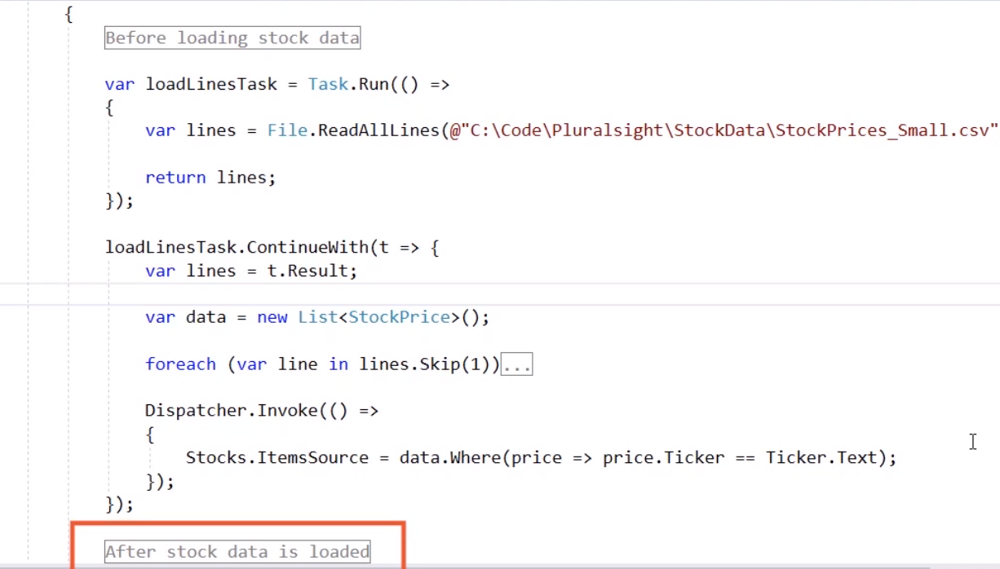 {
Before loading stock data
var loadLinesTask = Task.Run(() =>
{
var lines = File.ReadAllLines(@"C:\Code\Pluralsight\StockData\StockPrices_Small.csv"
return lines;
});
loadLinesTask.ContinueWith(t => {
var lines = t.Result;
var data = new List<StockPrice>();
foreach (var line in lines.Skip(1))...
Dispatcher.Invoke(() =>
{
Stocks.ItemsSource = data.Where(price => price.Ticker == Ticker.Text);
});
});
After stock data is loaded